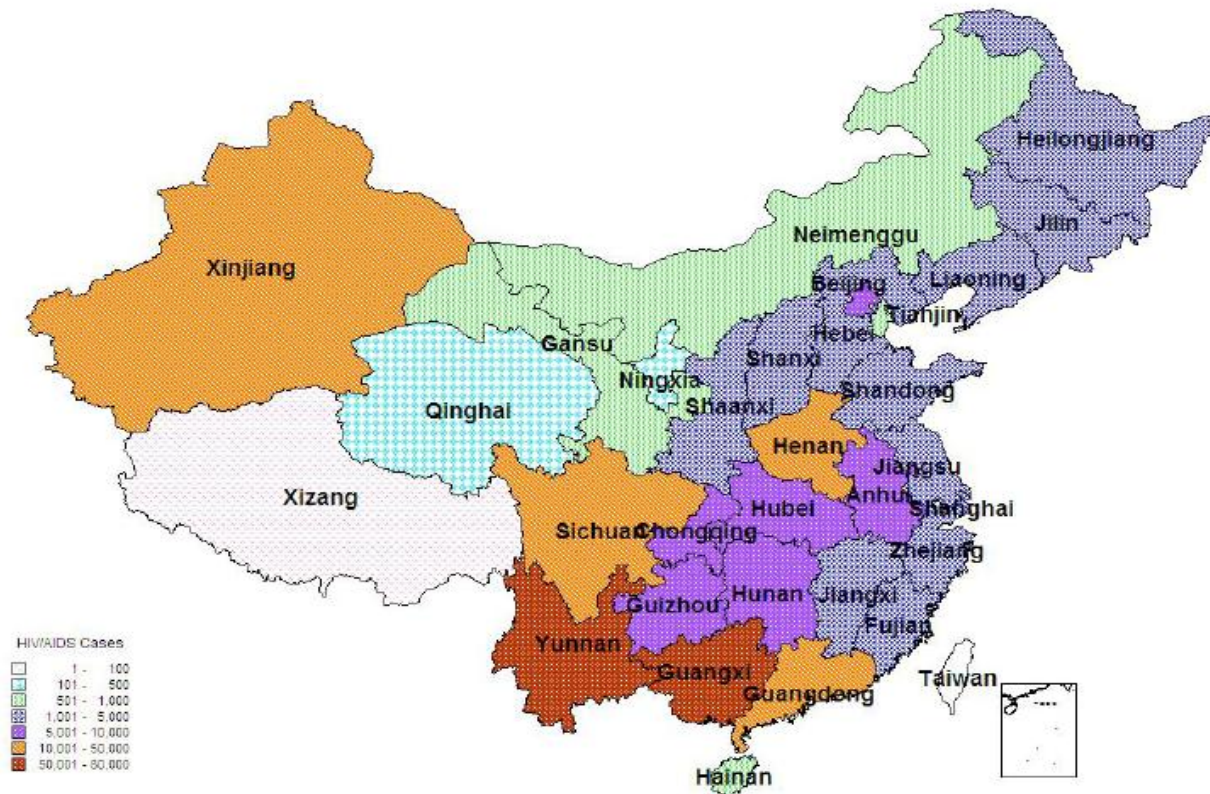 Heilongjiang
Jilin
Neimenggu
Xinjiang
Liaoning
Beijing
Tianjin
Hebei
Gansu
Shanxi
Ningxia
Shandong
Shaanxi
Qinghai
Henan
Jiangsu
Xizang
Anhui
Hubei
Shanghai
Sichuan
Chongqing
Zhejiang
Hunan
Jiangxi
Guizhou
Fujian
Yunnan
Guangxi
Taiwan
Guangdong
Hainan
HIV/AIDS Cases
1 - 100
101 - 500
501 - 1,000
1,001 - 5,000
5,001 - 10,000
10,001 - 50,000
50,001 - 80,000